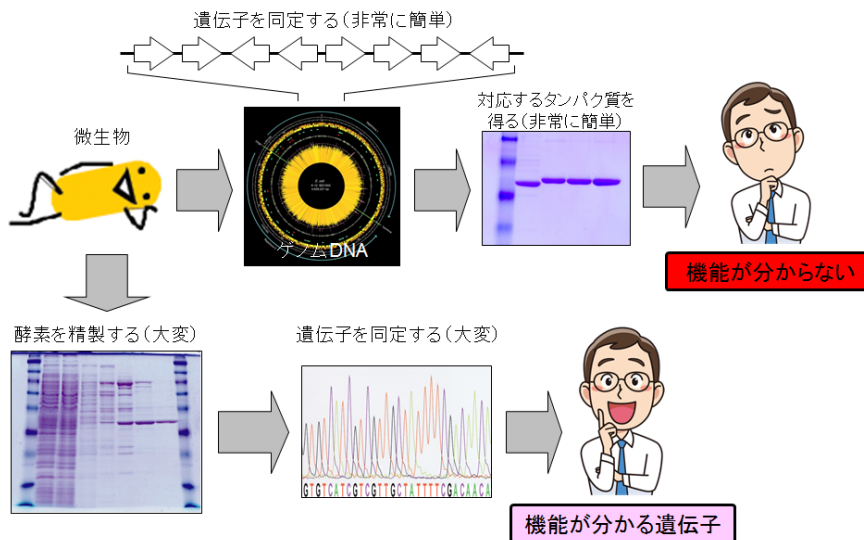 遺伝子を同定する(非常に簡単)
微生物
ゲノムDNA
対応するタンパク質を
得る(非常に簡単)
機能が分からない
酵素を精製する(大変)
遺伝子を同定する(大変)
GTGTCATCGTCGTTGCTATTTTCGACAACA
機能が分かる遺伝子